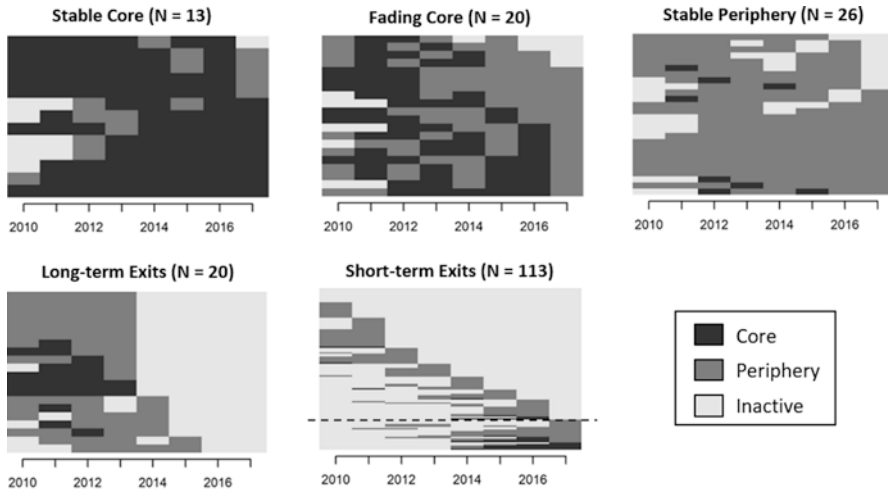 Stable Core (N = 13)
Fading Core (N = 20)
Stable Periphery (N = 26)
2010 2012 2014 2016
2010 2012 2014 2016
2010 2012 2014 2016
Long-term Exits (N = 20)
Short-term Exits (N = 113)
2010 2012 2014 2016
2010 2012 2014 2016
Core
Periphery
Inactive